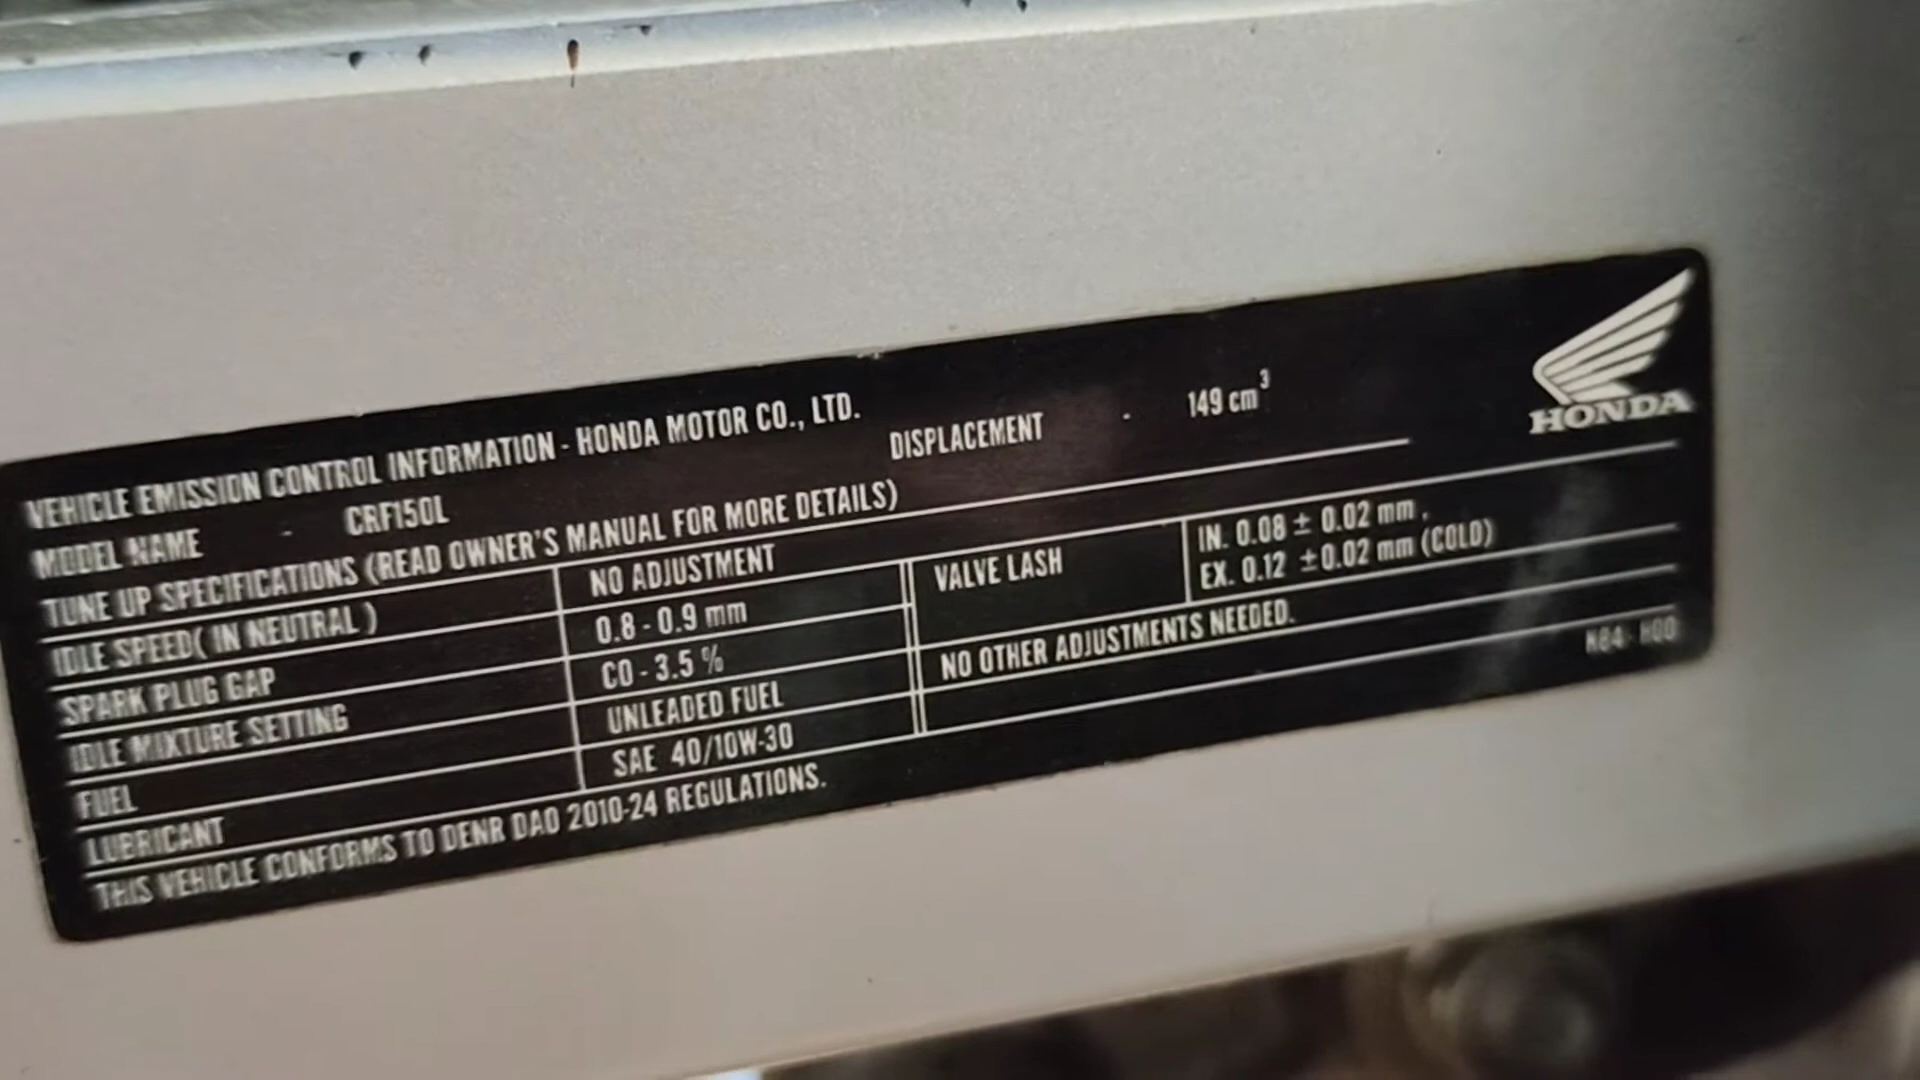 VEHICLE EMISSION CONTROL INFORMATION - HONDA MOTOR CO., LTD.
MODEL NAME - CRF150L DISPLACEMENT - 149 cm³
HONDA
TUNE UP SPECIFICATIONS (READ OWNER'S MANUAL FOR MORE DETAILS)
IDLE SPEED( IN NEUTRAL ) NO ADJUSTMENT
SPARK PLUG GAP 0.8 - 0.9 mm
IDLE MIXTURE SETTING CO - 3.5 %
FUEL UNLEADED FUEL
LUBRICANT SAE 40/10W-30
VALVE LASH IN. 0.08 ± 0.02 mm
EX. 0.12 ±0.02 mm (COLD)
NO OTHER ADJUSTMENTS NEEDED.
THIS VEHICLE CONFORMS TO DENR DAO 2010-24 REGULATIONS.